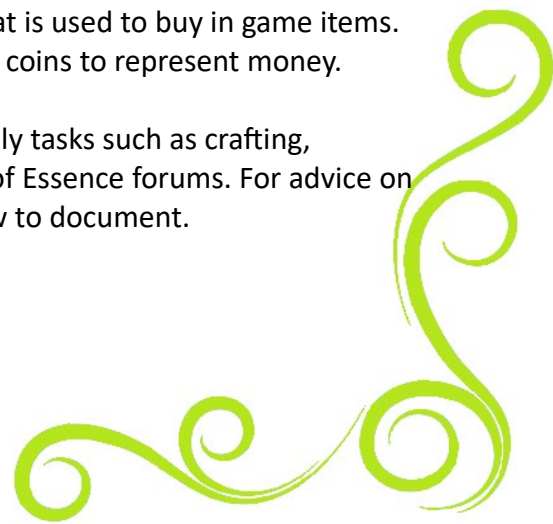 at is used to buy in game items.
coins to represent money.
ly tasks such as crafting,
of Essence forums. For advice on
w to document.